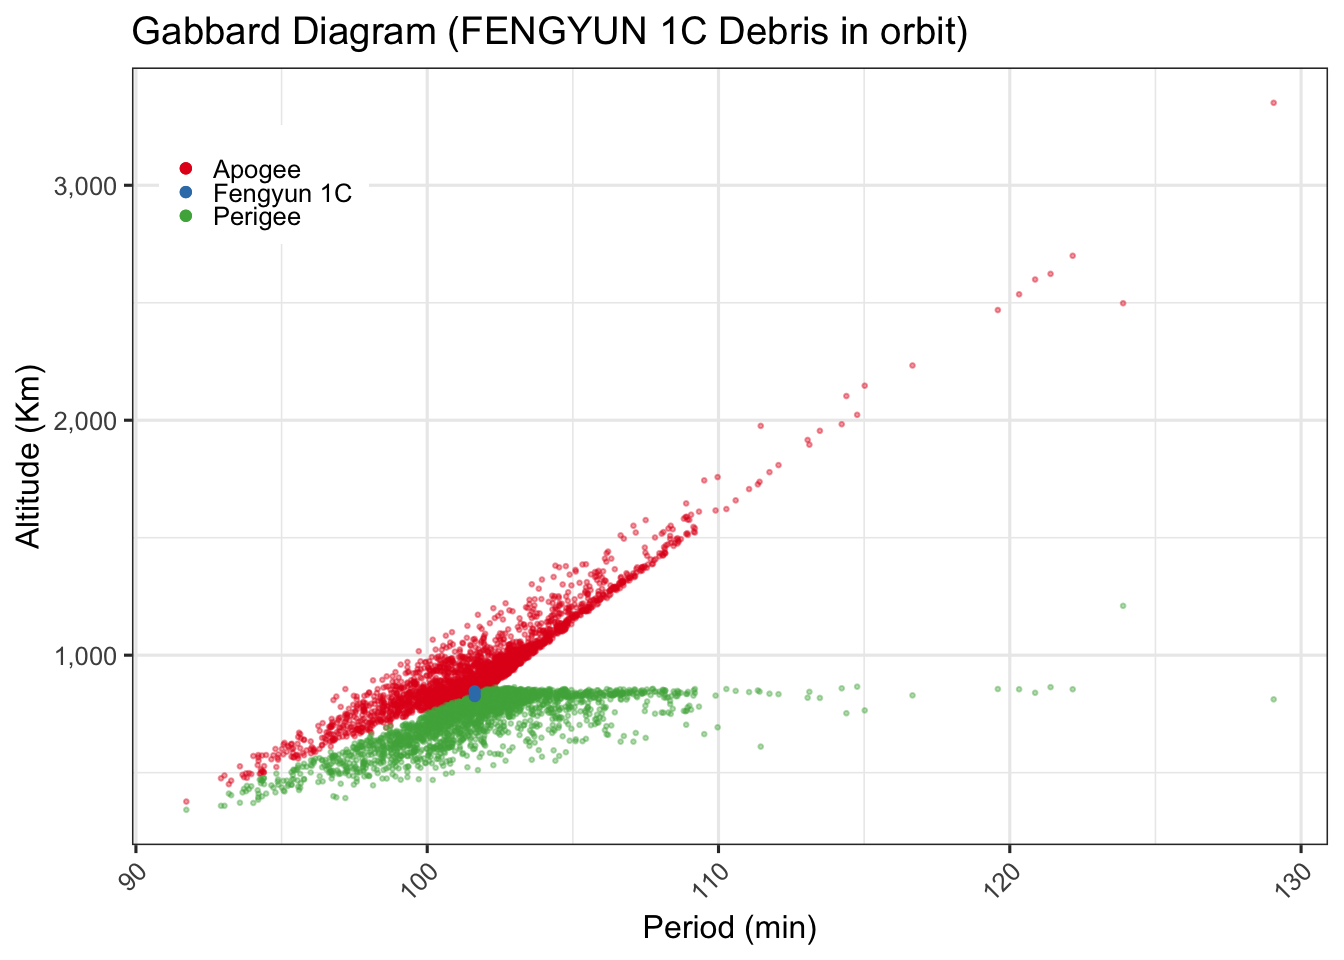 Gabbard Diagram (FENGYUN 1C Debris in orbit)
Apogee
Fengyun 1C
Perigee
3,000
2,000
1,000
Altitude (Km)
90
100
110
120
130
Period (min)